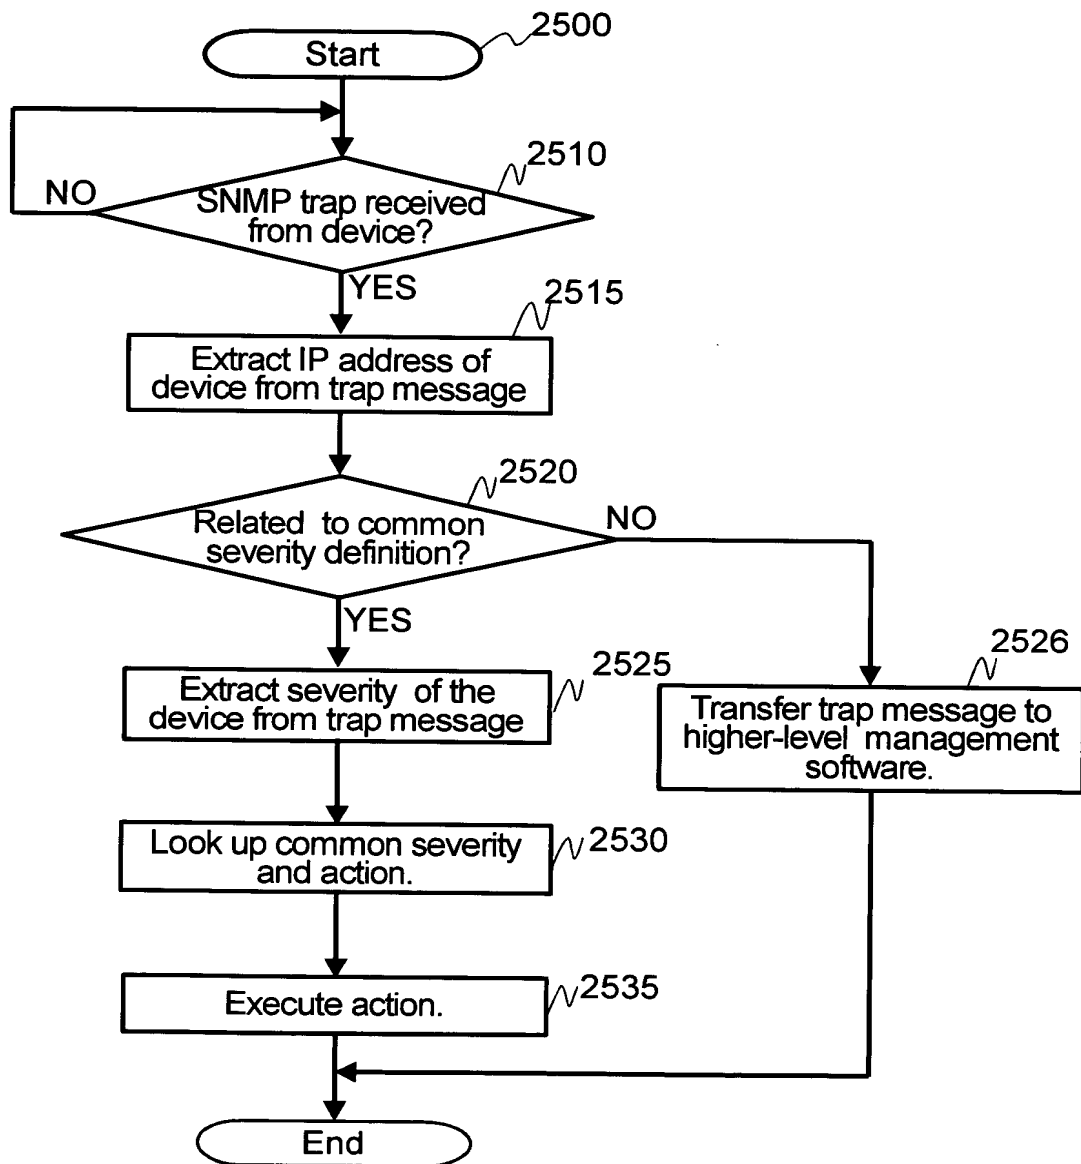 2500
Start
2510
NO
SNMP trap received
from device?
YES
2515
Extract IP address of
device from trap message
2520
Related to common
severity definition?
NO
YES
2525
Extract severity of the
device from trap message
2526
Transfer trap message to
higher-level management
software.
2530
Look up common severity
and action.
2535
Execute action.
End